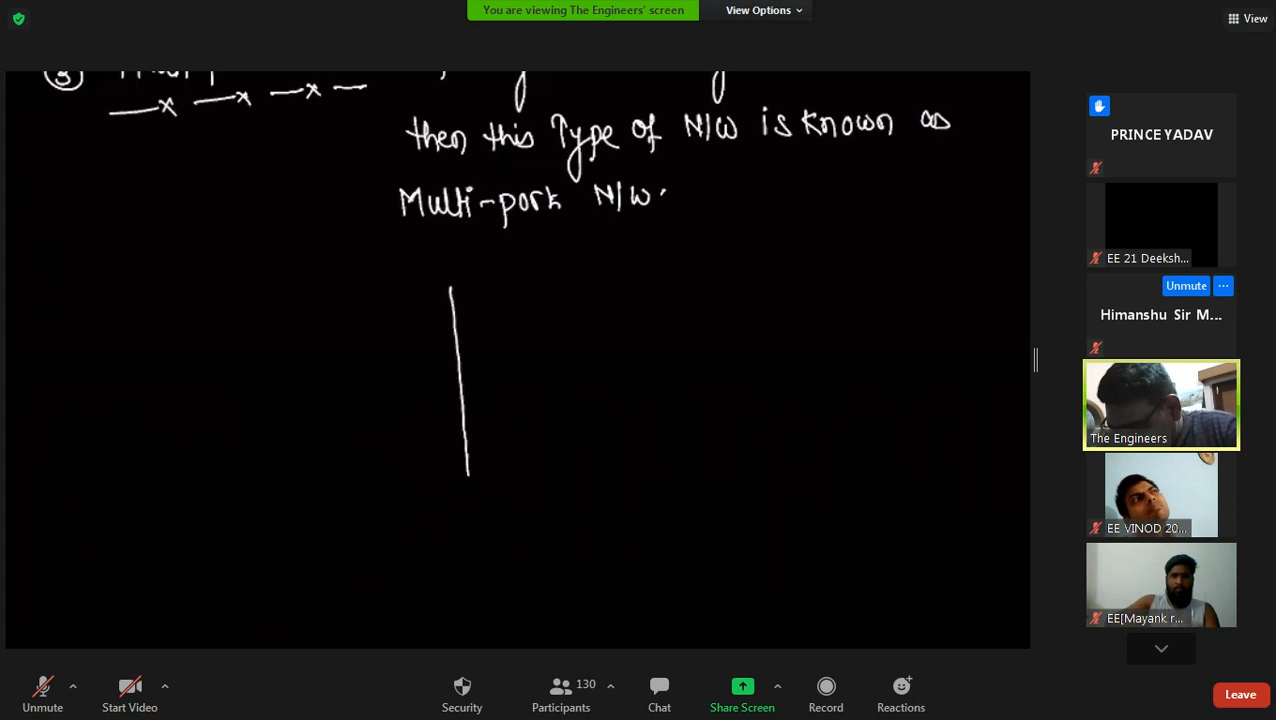 You are viewing The Engineers' screen
View Options
View
③
then this Type of N/W is known as
Multi-port N/W.
PRINCE YADAV
EE 21 Deeksh...
Unmute
...
Himanshu Sir M...
The Engineers
EE VINOD 20...
EE[Mayank r...
Unmute
Start Video
Security
130
Participants
Chat
Share Screen
Record
Reactions
Leave